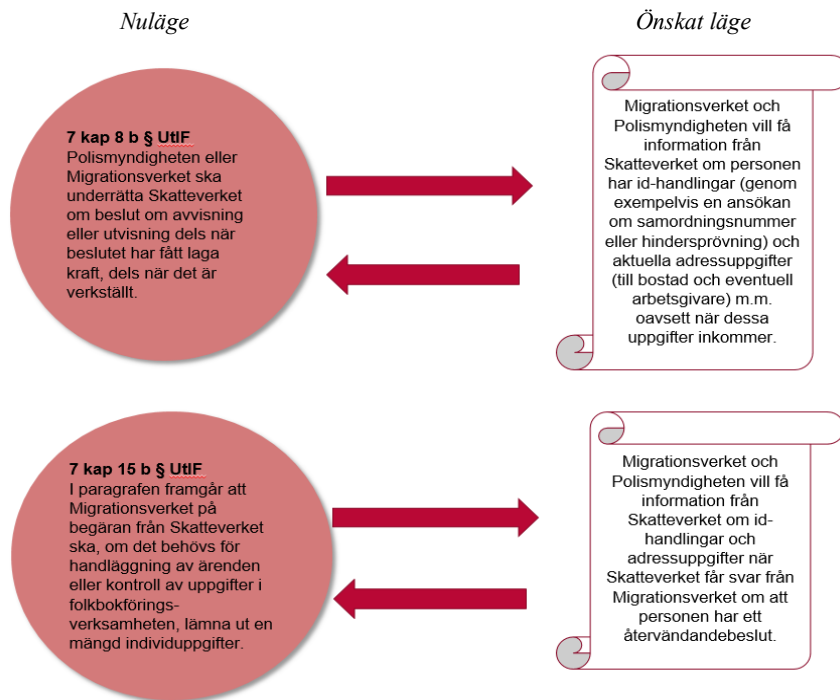 Nuläge
Önskat läge
7 kap 8 b § UtlF
Polismyndigheten eller
Migrationsverket ska
underrätta Skatteverket
om beslut om avvisning
eller utvisning dels när
beslutet har fått laga
kraft, dels när det är
verkställt.
Migrationsverket och
Polismyndigheten vill få
information från
Skatteverket om personen
har id-handlingar (genom
exempelvis en ansökan
om samordningsnummer
eller hindersprövning) och
aktuella adressuppgifter
(till bostad och eventuell
arbetsgivare) m.m.
oavsett när dessa
uppgifter inkommer.
7 kap 15 b § UtlF
I paragrafen framgår att
Migrationsverket på
begäran från Skatteverket
ska, om det behövs för
handläggning av ärenden
eller kontroll av uppgifter i
folkbokförings-
verksamheten, lämna ut en
mängd individuppgifter.
Migrationsverket och
Polismyndigheten vill få
information från
Skatteverket om id-
handlingar och
adressuppgifter när
Skatteverket får svar från
Migrationsverket om att
personen har ett
återvändandebeslut.